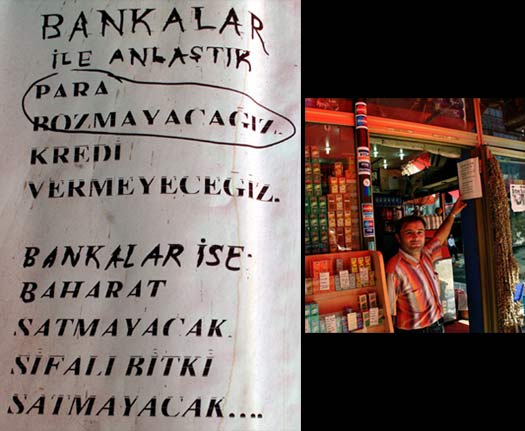 BANKALAR
İLE ANLAŞTIK
PARA
BOZMAYACAĞIZ.
KREDİ
VERMEYECEĞİZ.
BANKALAR İSE:
BAHARAT
SATMAYACAK
ŞİFALI BİTKİ
SATMAYACAK....